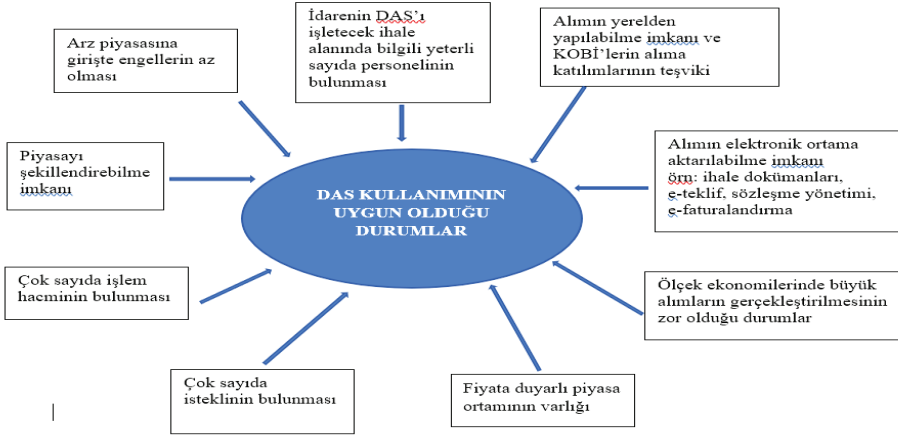 Arz piyasasına
girişte engellerin az
olması
İdarenin DAS’ı
işletecek ihale
alanında bilgili yeterli
sayıda personelinin
bulunması
Alımın yerelden
yapılabilme imkanı ve
KOBİ’lerin alıma
katılımlarının teşviki
Piyasayı
şekillendirebilme
imkanı
DAS KULLANIMININ
UYGUN OLDUĞU
DURUMLAR
Alımın elektronik ortama
aktarılabilme imkanı
örn: ihale dokümanları,
e-teklif, sözleşme yönetimi,
e-faturalandırma
Çok sayıda işlem
hacminin bulunması
Ölçek ekonomilerinde büyük
alımların gerçekleştirilmesinin
zor olduğu durumlar
Çok sayıda
isteklinin bulunması
Fiyata duyarlı piyasa
ortamının varlığı